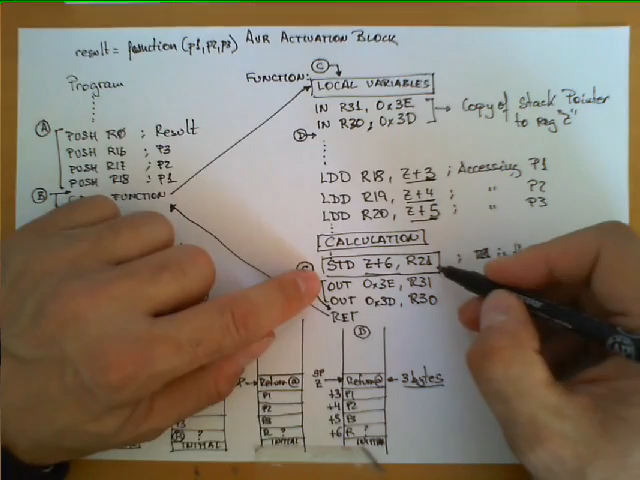 result = function (p1,p2,p3) AVR ACTIVATION BLOCK
Program
FUNCTION:
C
LOCAL VARIABLES
IN R31, 0x3E
IN R30, 0x3D
Copy of Stack Pointer
to reg "Z"
D
A
PUSH R0 ; Result
PUSH R16 ; P3
PUSH R17 ; P2
PUSH R18 ; P1
B
FUNCTION
LDD R18, Z+3 ; Accessing P1
LDD R19, Z+4 ; " P2
LDD R20, Z+5 ; " P3
CALCULATION
STD Z+6, R21 ; is
OUT 0x3E, R31
OUT 0x3D, R30
RET
D
SP
Z
Return@
Return@
3 bytes
P1
+3 P1
P2
+4 P2
P3
P3
+5 P3
R ?
R ?
+6 R ?
INITIAL
INITIAL
INITIAL